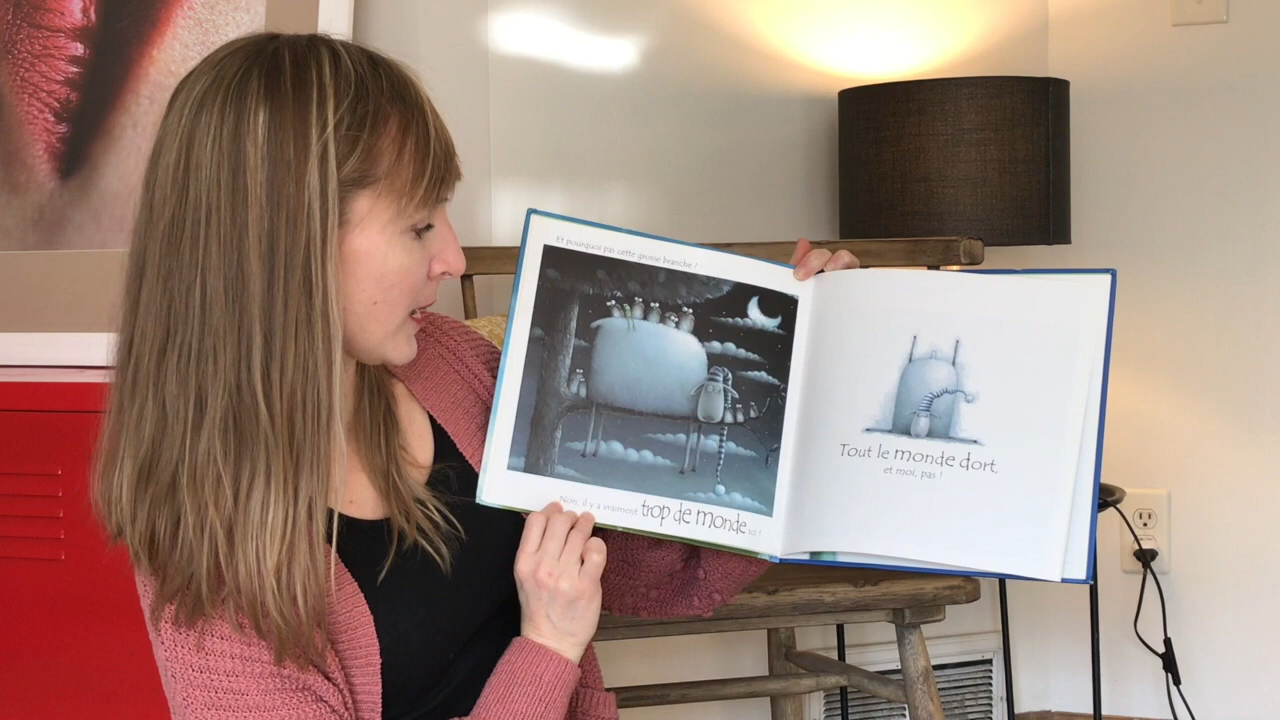 Et pourquoi pas cette grosse branche ?
Non, il y a vraiment trop de monde ici !
Tout le monde dort,
et moi, pas !